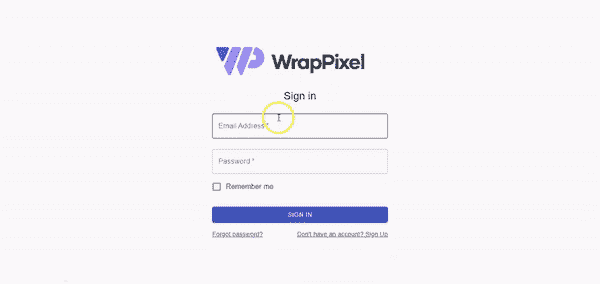 WrapPixel
Sign in
Email Address *
Password *
Remember me
SIGN IN
Forgot password? Don't have an account? Sign Up